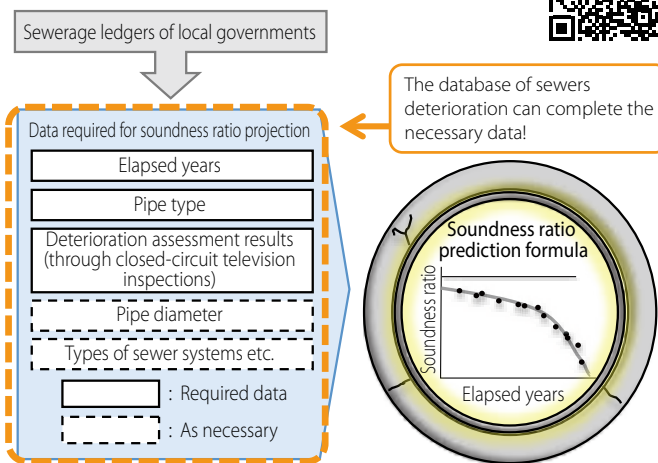 Sewerage ledgers of local governments
The database of sewers
deterioration can complete the
necessary data!
Data required for soundness ratio projection
Elapsed years
Pipe type
Deterioration assessment results
(through closed-circuit television
inspections)
Pipe diameter
Types of sewer systems etc.
: Required data
: As necessary
Soundness ratio
prediction formula
Soundness ratio
Elapsed years